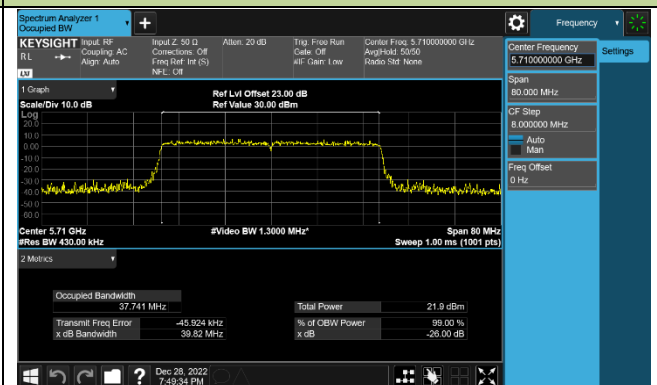 Spectrum Analyzer 1
Occupied BW
+
Frequency
KEYSIGHT
RL
LXI
Input: RF
Coupling: AC
Align: Auto
Input Z: 50 Ω
Corrections: Off
Freq Ref: Int (S)
NFE: Off
Atten: 20 dB
Trig: Free Run
Gate: Off
#IF Gain: Low
Center Freq: 5.710000000 GHz
Avg|Hold: 50/50
Radio Std: None
Center Frequency
5.710000000 GHz
Settings
Span
80.000 MHz
CF Step
8.000000 MHz
Auto
Man
Freq Offset
0 Hz
1 Graph
Scale/Div 10.0 dB
Ref Lvl Offset 23.00 dB
Ref Value 30.00 dBm
Log
20.0
10.0
0.00
-10.0
-20.0
-30.0
-40.0
-50.0
-60.0
Center 5.71 GHz
#Video BW 1.3000 MHz*
Span 80 MHz
#Res BW 430.00 kHz
Sweep 1.00 ms (1001 pts)
2 Metrics
Occupied Bandwidth
37.741 MHz
Total Power
21.9 dBm
Transmit Freq Error
-45.924 kHz
% of OBW Power
99.00 %
x dB Bandwidth
39.82 MHz
x dB
-26.00 dB
?
Dec 28, 2022
7:49:34 PM